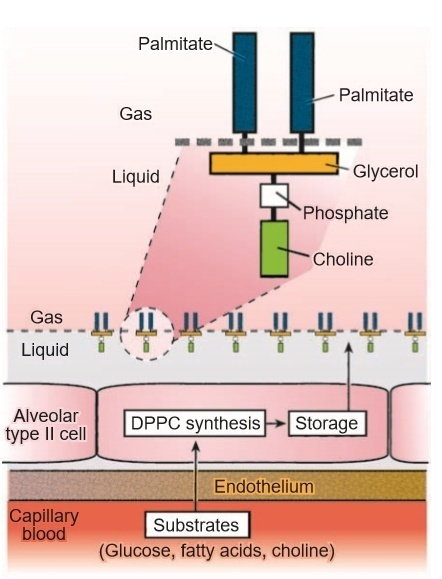 Palmitate
Palmitate
Gas
Liquid
Glycerol
Phosphate
Choline
Gas
Liquid
Alveolar
type II cell
DPPC synthesis
Storage
Endothelium
Capillary
blood
Substrates
(Glucose, fatty acids, choline)